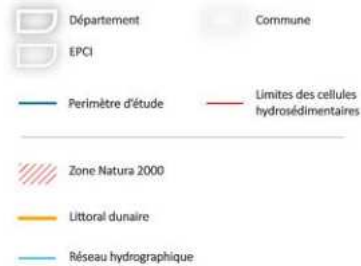 Département
Commune
EPCI
Perimètre d'étude
Limites des cellules
hydrosédimentaires
Zone Natura 2000
Littoral dunaire
Réseau hydrographique